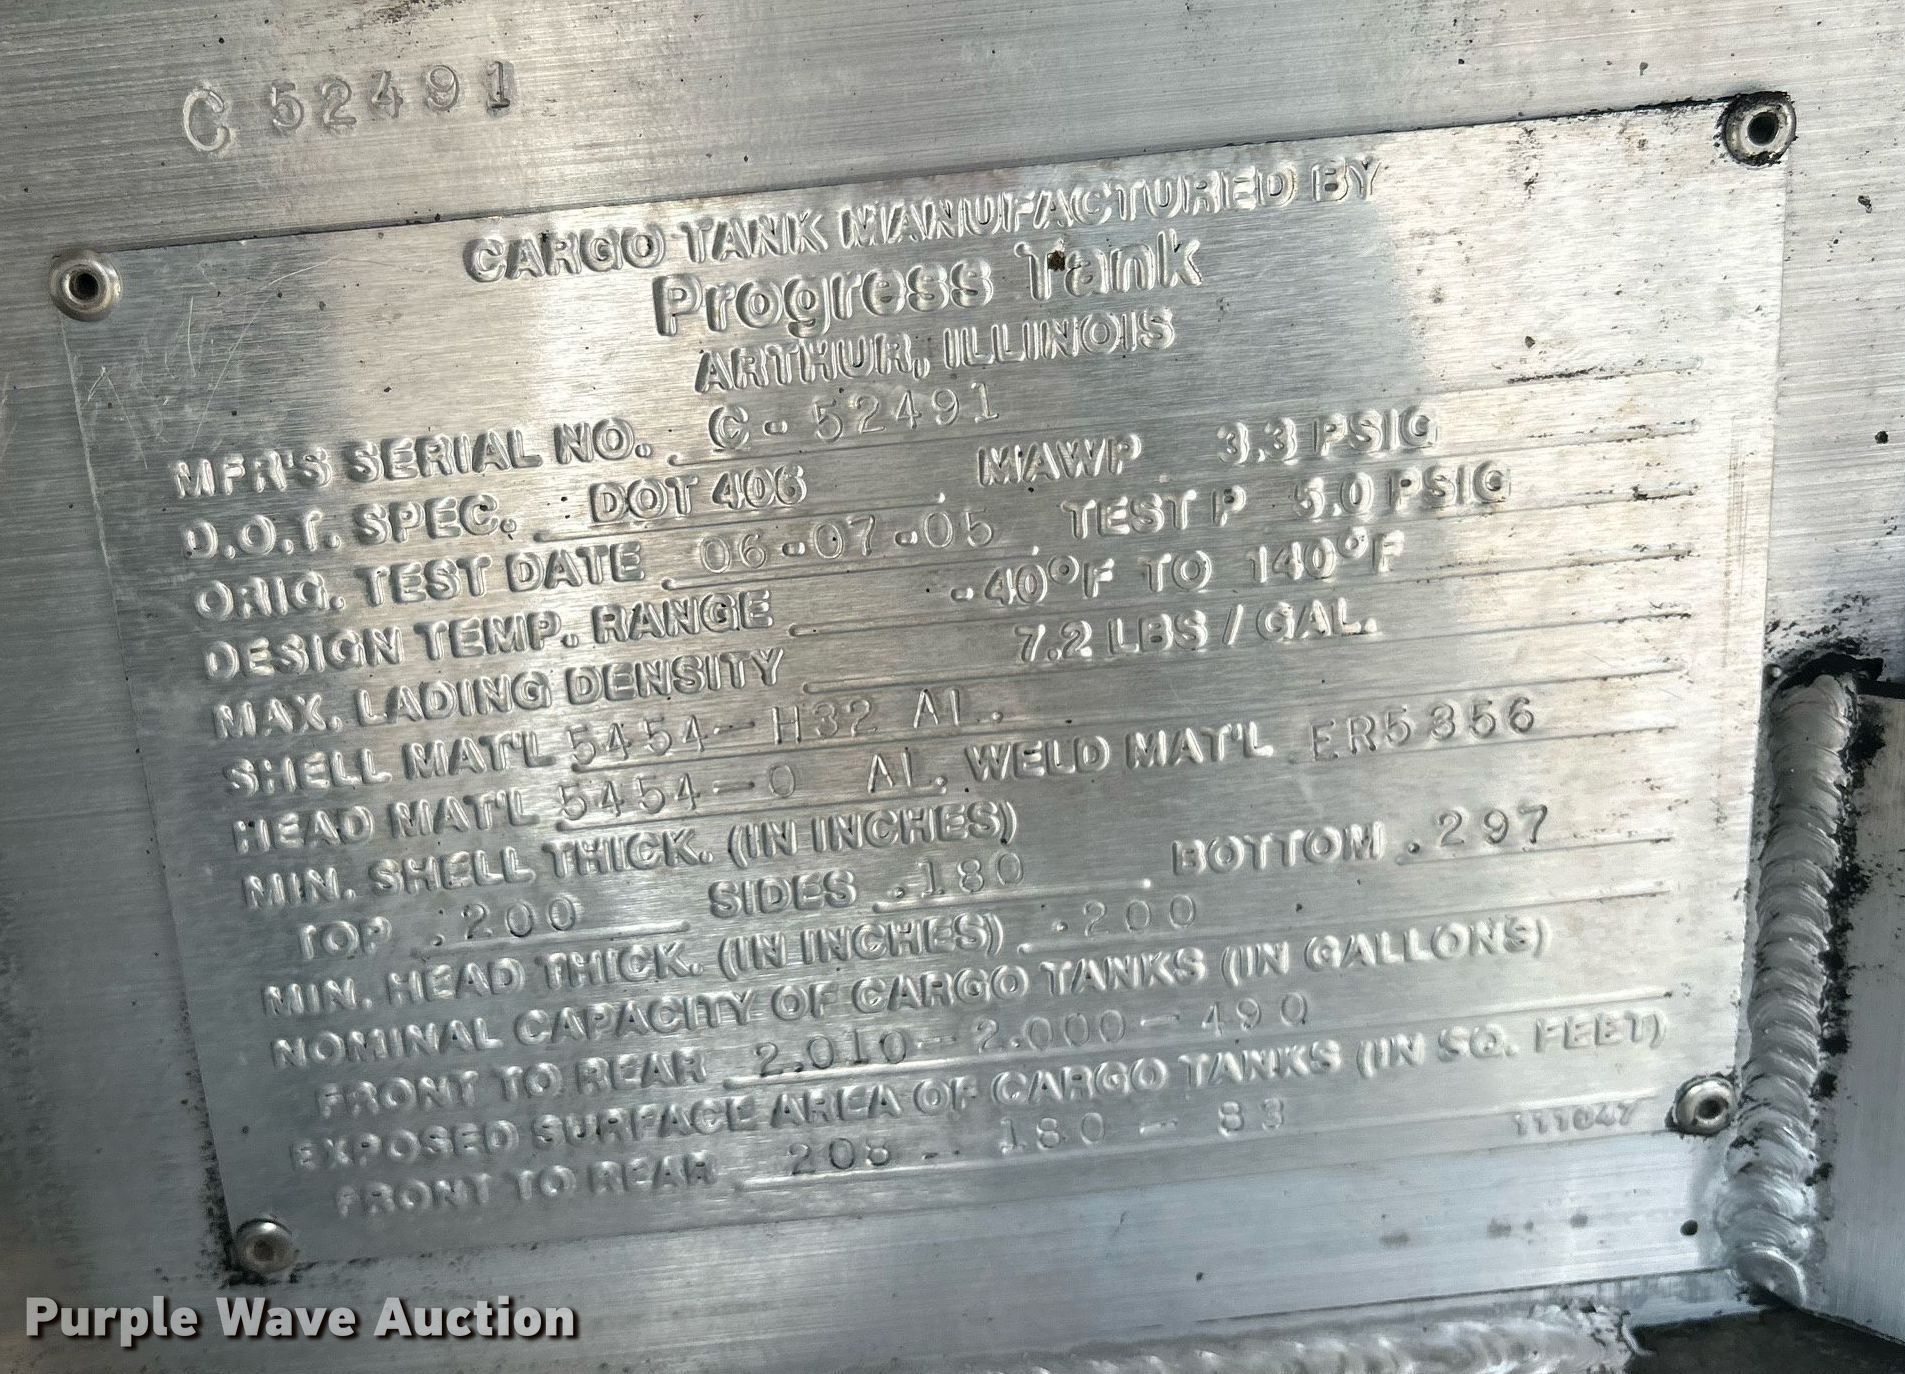 C 52491
CARGO TANK MANUFACTURED BY
Progress Tank
ARTHUR, ILLINOIS
MFR'S SERIAL NO. C-52491
D.O.T. SPEC. DOT 406 MAWP 3.3 PSIG
ORIG. TEST DATE 06-07-05 TEST P 5.0 PSIG
DESIGN TEMP. RANGE -40°F TO 140°F
MAX. LADING DENSITY 7.2 LBS / GAL.
SHELL MAT'L 5454-H32 AL.
HEAD MAT'L 5454-0 AL. WELD MAT'L ER5356
MIN. SHELL THICK. (IN INCHES)
TOP .200 SIDES .180 BOTTOM .297
MIN. HEAD THICK. (IN INCHES) .200
NOMINAL CAPACITY OF CARGO TANKS (IN GALLONS)
FRONT TO REAR 2.010-2.000-490
EXPOSED SURFACE AREA OF CARGO TANKS (IN SQ. FEET)
FRONT TO REAR 208-180-83
111047
Purple Wave Auction